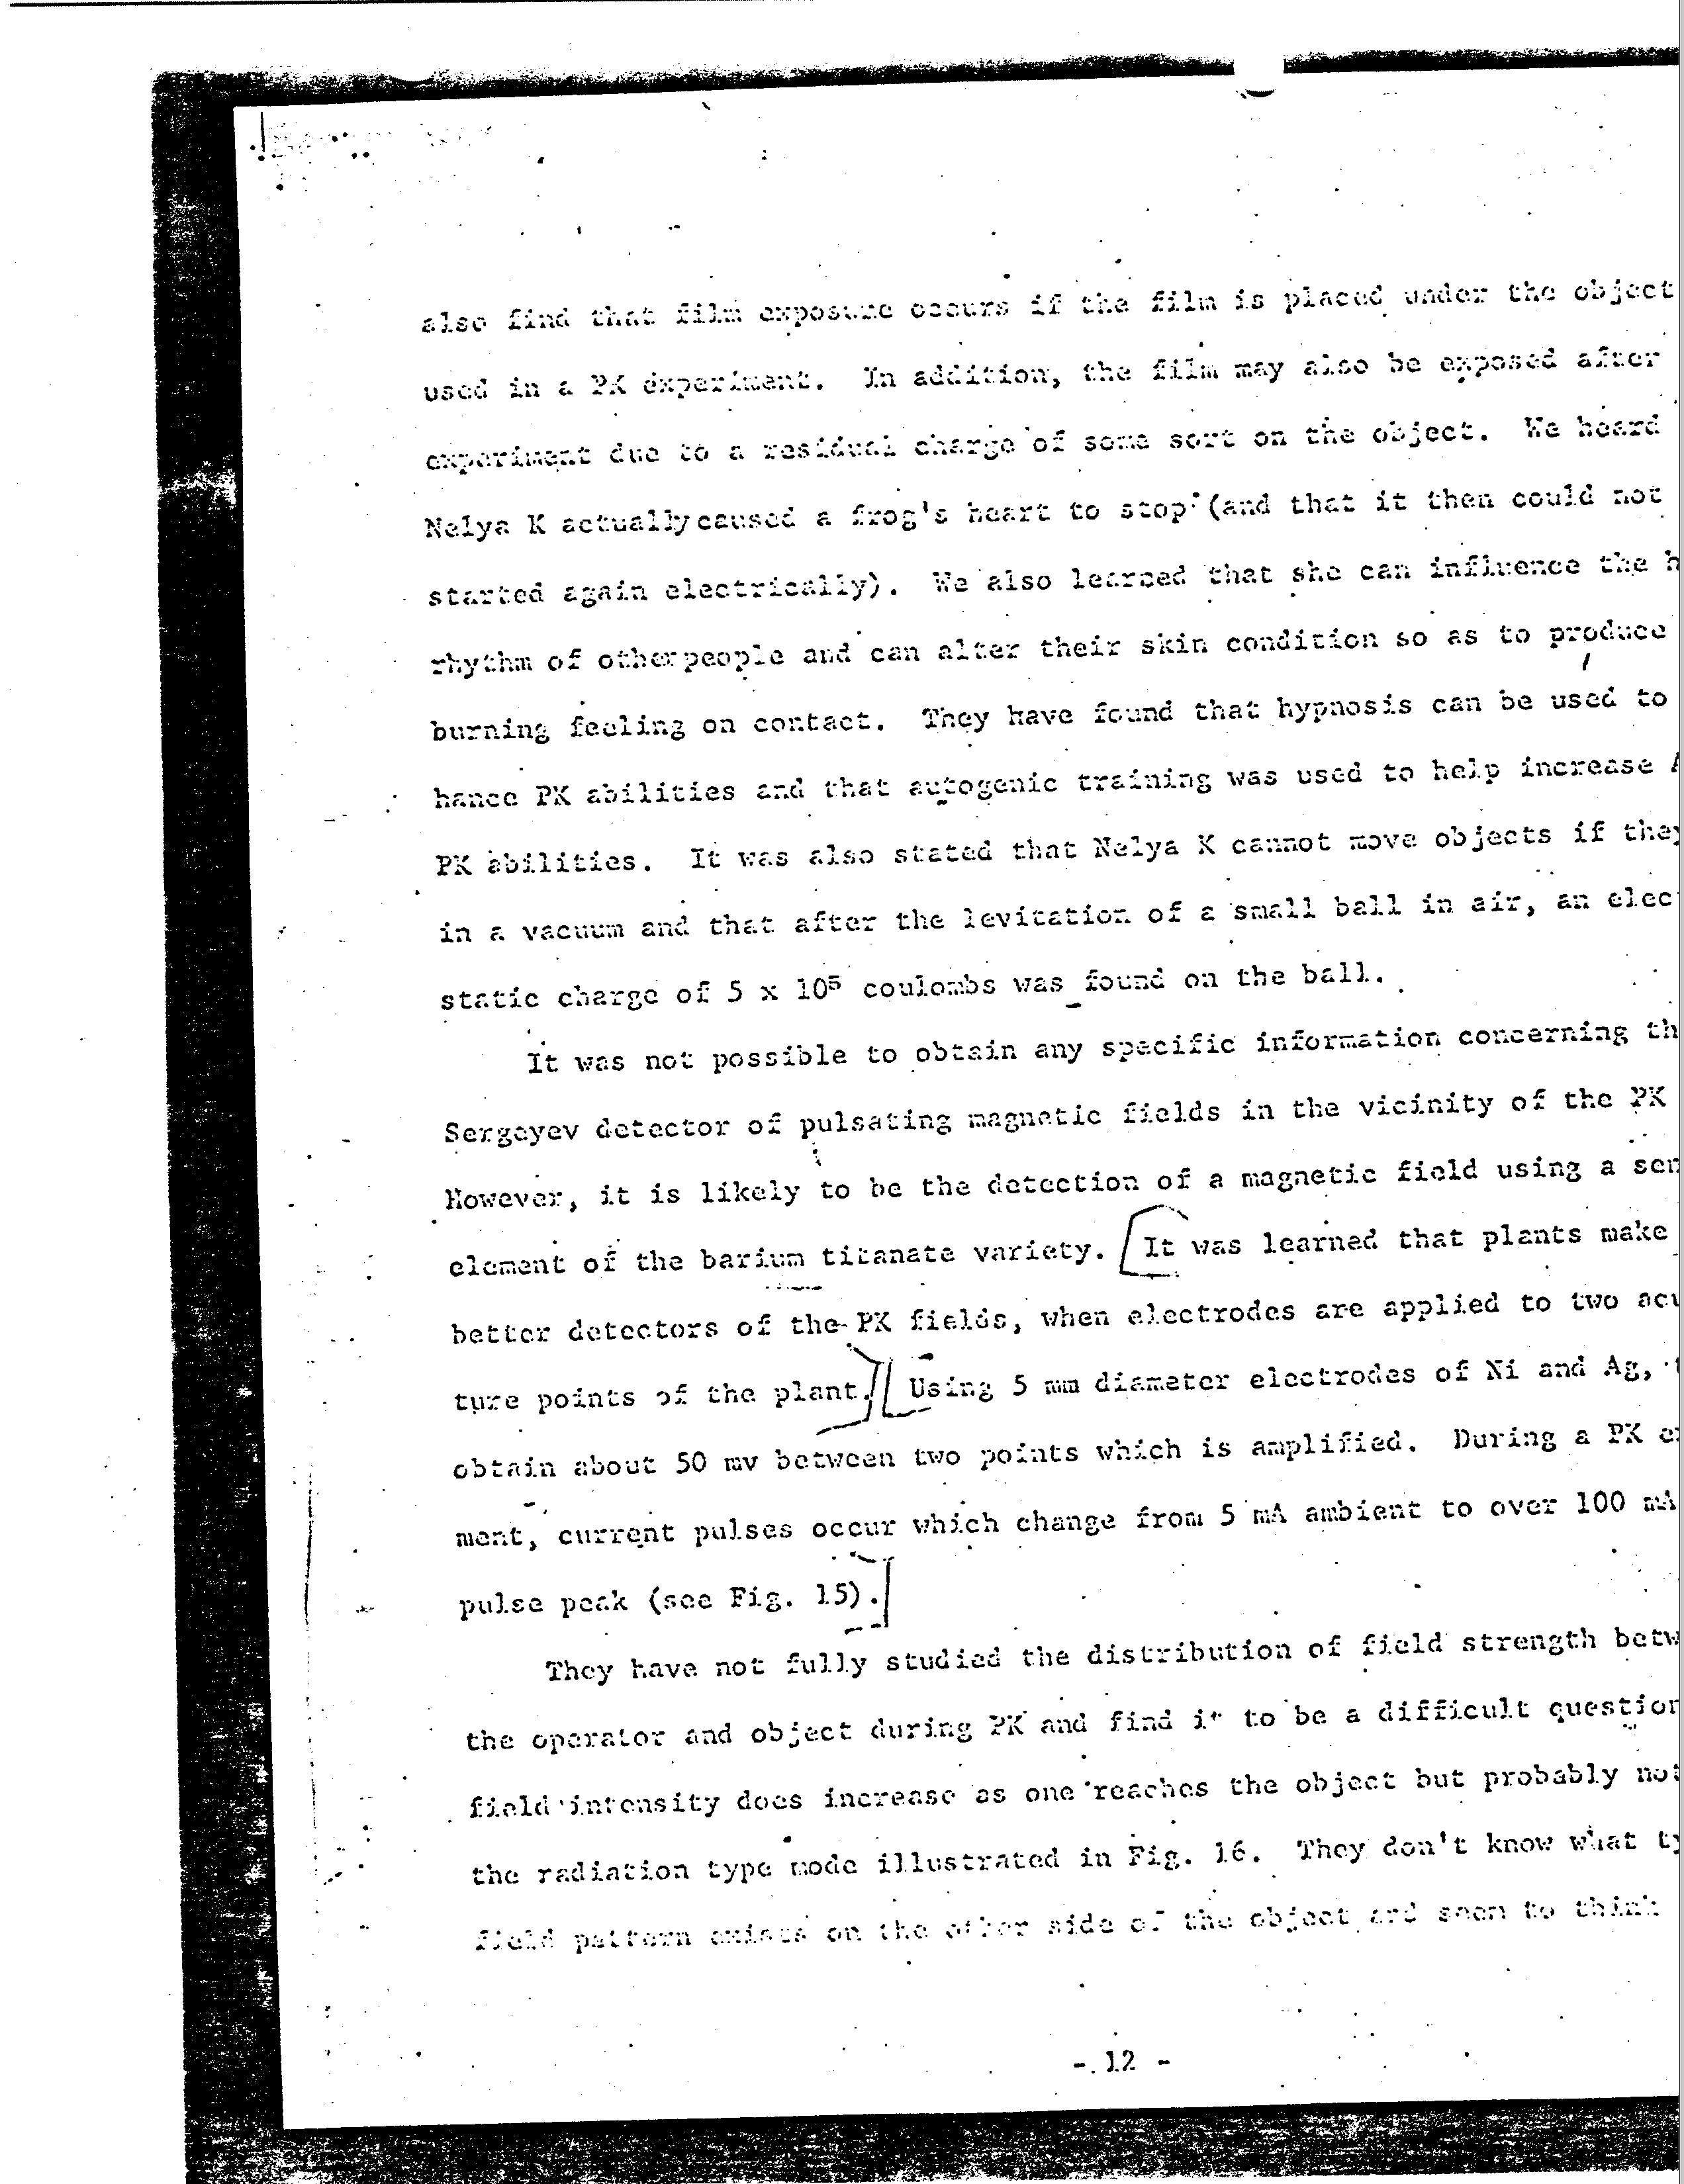 also find that film exposure occurs if the film is placed under the object
used in a PK experiment. In addition, the film may also be exposed after
experiment due to a residual charge of some sort on the object. We heard
Nelya K actually caused a frog's heart to stop (and that it then could not
started again electrically). We also learned that she can influence the h
rhythm of other people and can alter their skin condition so as to produce
burning feeling on contact. They have found that hypnosis can be used to
hance PK abilities and that autogenic training was used to help increase
PK abilities. It was also stated that Nelya K cannot move objects if they
in a vacuum and that after the levitation of a small ball in air, an elec
static charge of 5 x 10⁵ coulombs was found on the ball.
It was not possible to obtain any specific information concerning th
Sergeyev detector of pulsating magnetic fields in the vicinity of the PK
However, it is likely to be the detection of a magnetic field using a sen
element of the barium titanate variety. [It was learned that plants make
better detectors of the PK fields, when electrodes are applied to two acu
ture points of the plant.] [Using 5 mm diameter electrodes of Ni and Ag, t
obtain about 50 mv between two points which is amplified. During a PK ex
ment, current pulses occur which change from 5 mA ambient to over 100 mA
pulse peak (see Fig. 15).]
They have not fully studied the distribution of field strength betw
the operator and object during PK and find it to be a difficult question
field intensity does increase as one reaches the object but probably not
the radiation type mode illustrated in Fig. 16. They don't know what ty
field pattern exists on the other side of the object and seem to think
- 12 -